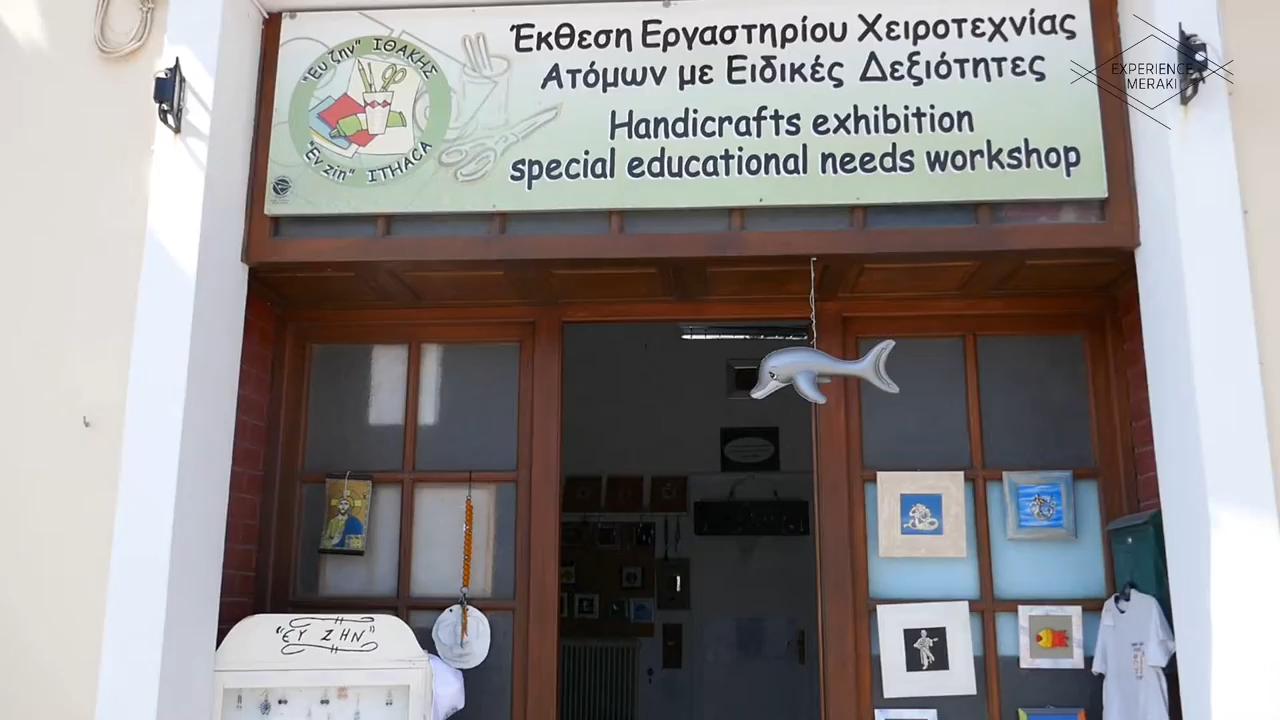 Έκθεση Εργαστηρίου Χειροτεχνίας
Ατόμων με Ειδικές Δεξιότητες
Handicrafts exhibition
special educational needs workshop
"Ευ ζην" ΙΘΑΚΗΣ
"Ev zin" ITHACA
EXPERIENCE
MERAKI
"ΕΥ ΖΗΝ"